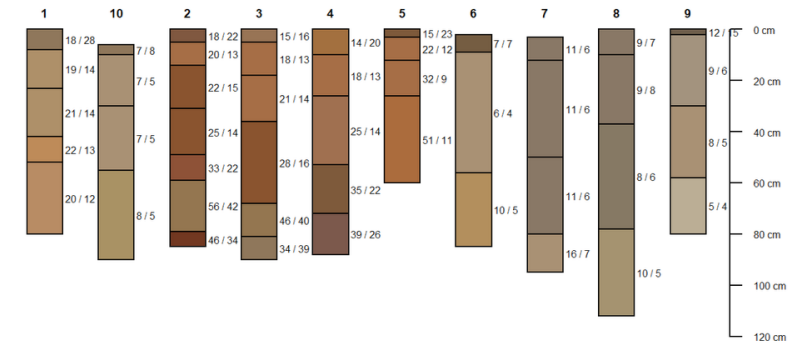 1 10 2 3 4 5 6 7 8 9
18 / 28
19 / 14
21 / 14
22 / 13
20 / 12
7 / 8
7 / 5
7 / 5
8 / 5
18 / 22
20 / 13
22 / 15
25 / 14
33 / 22
56 / 42
46 / 34
15 / 16
18 / 13
21 / 14
28 / 16
46 / 40
34 / 39
14 / 20
18 / 13
25 / 14
35 / 22
39 / 26
15 / 23
22 / 12
32 / 9
51 / 11
7 / 7
6 / 4
10 / 5
11 / 6
11 / 6
11 / 6
16 / 7
9 / 7
9 / 8
8 / 6
10 / 5
12 / 15
9 / 6
8 / 5
5 / 4
0 cm
20 cm
40 cm
60 cm
80 cm
100 cm
120 cm